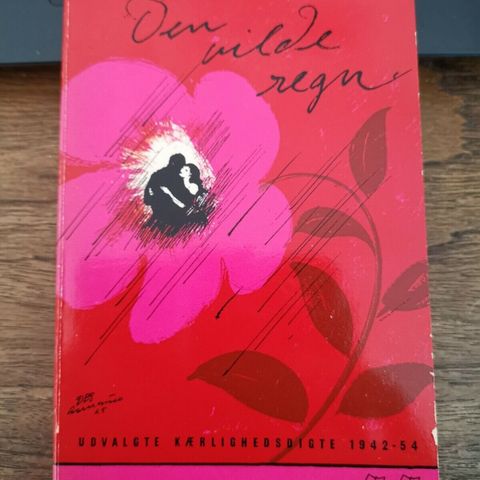 Den
vilde
regn
UDVALGTE KÆRLIGHEDSDIGTE 1942-54